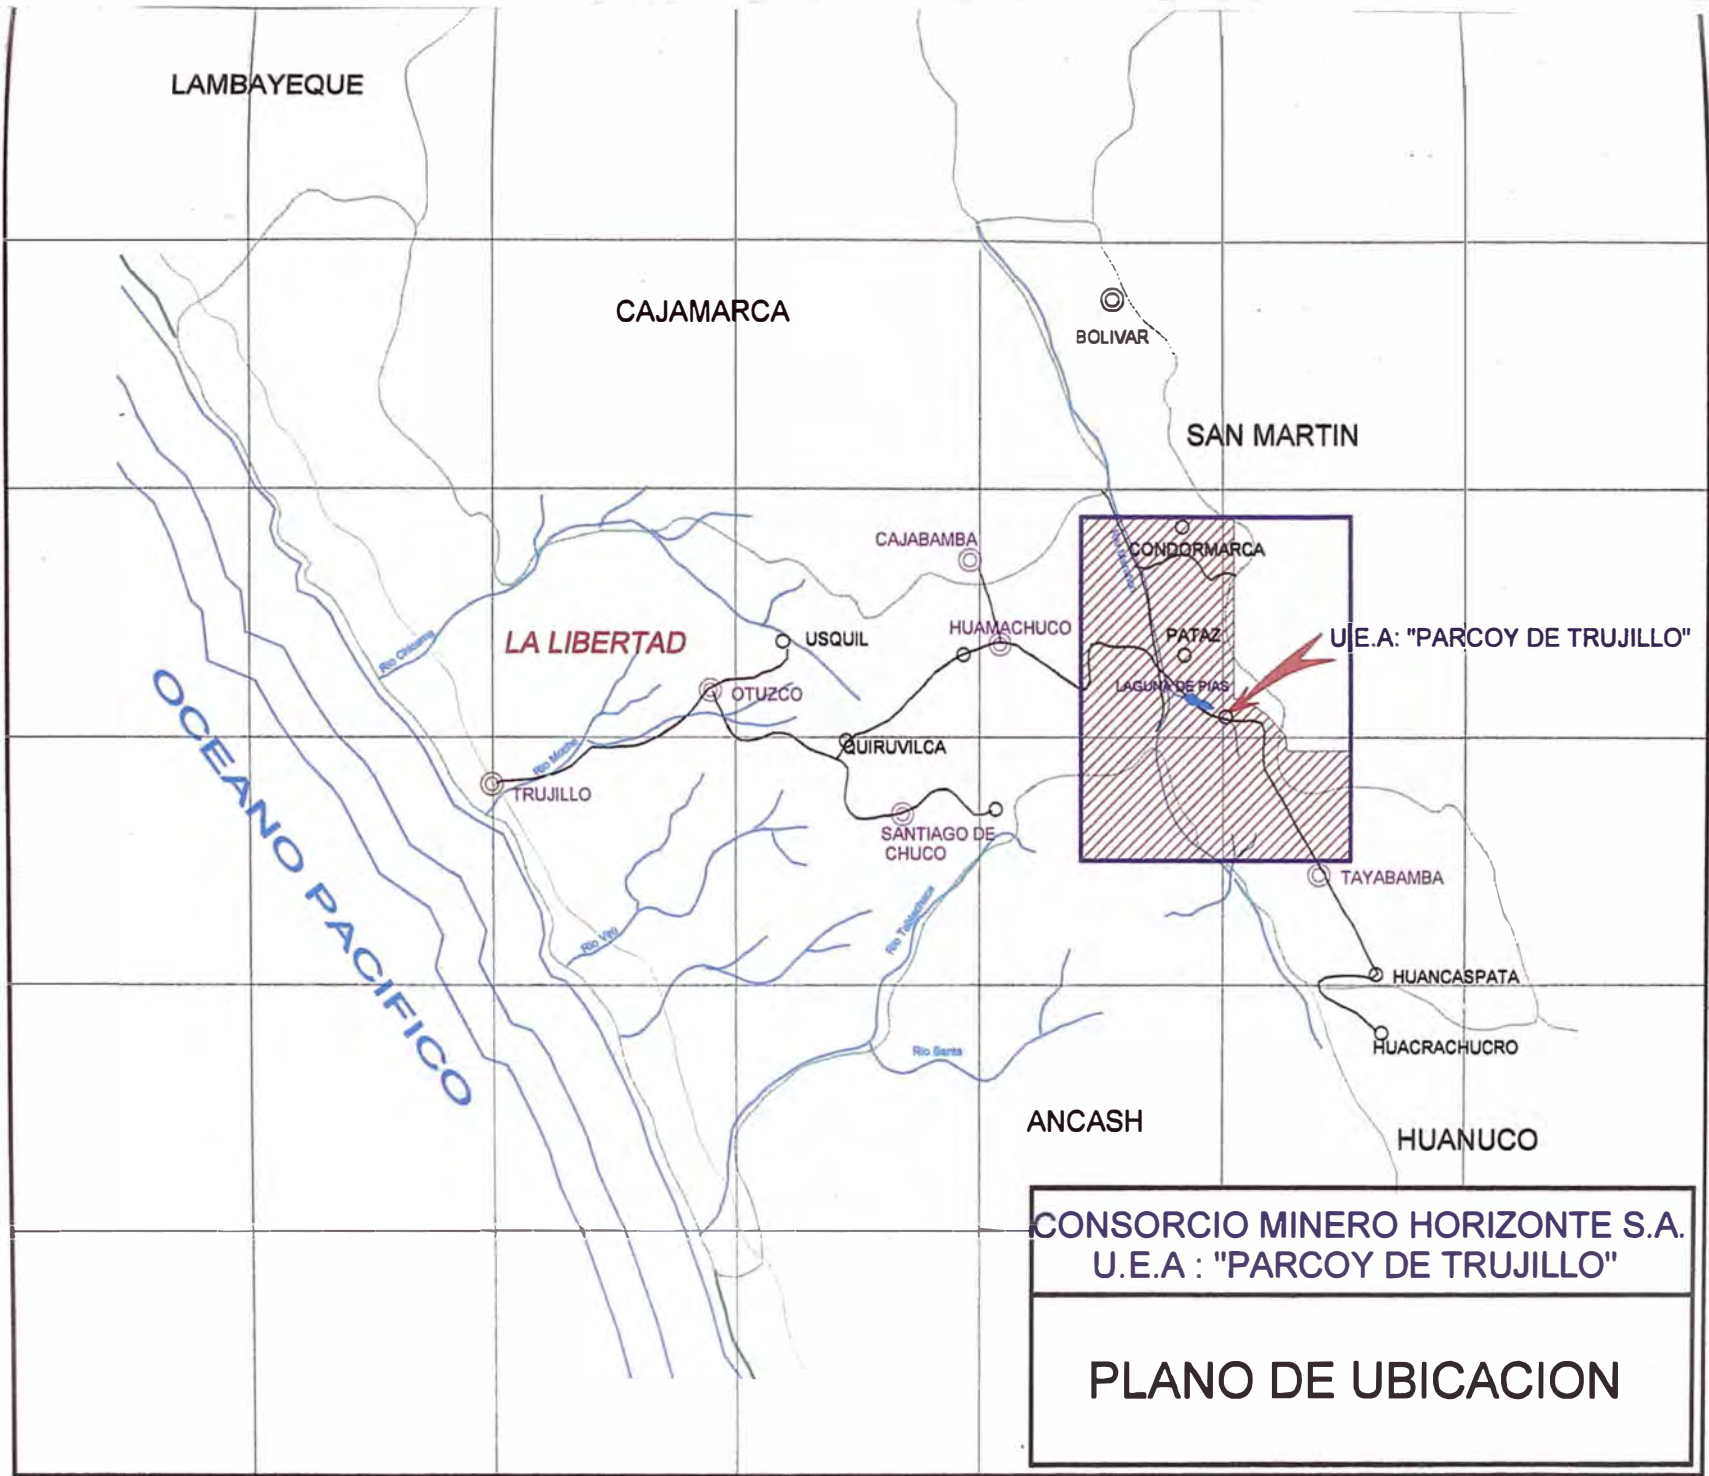 LAMBAYEQUE
CAJAMARCA
BOLIVAR
SAN MARTIN
CAJABAMBA
CONDORMARCA
Rio Chicama
LA LIBERTAD
USQUIL
HUAMACHUCO
PATAZ
U.E.A: "PARCOY DE TRUJILLO"
OTUZCO
LAGUNA DE PIAS
OCEANO PACIFICO
Rio Moche
QUIRUVILCA
TRUJILLO
SANTIAGO DE
CHUCO
TAYABAMBA
Rio Virú
Rio Tablachaca
HUANCASPATA
Rio Santa
HUACRACHUCRO
ANCASH
HUANUCO
CONSORCIO MINERO HORIZONTE S.A.
U.E.A : "PARCOY DE TRUJILLO"
PLANO DE UBICACION